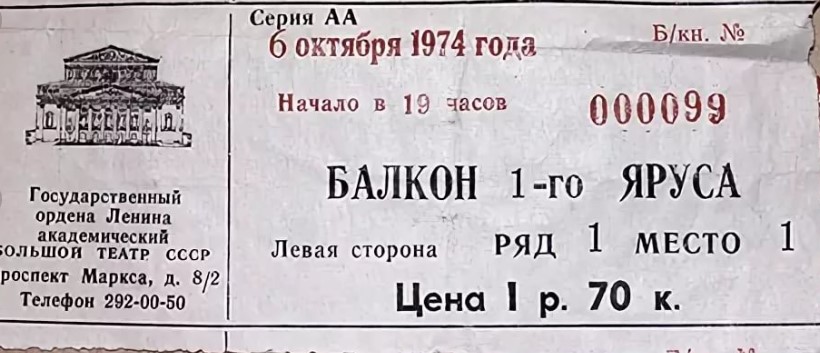 Серия АА
6 октября 1974 года
Б/кн. №
Начало в 19 часов
000099
БАЛКОН 1-го ЯРУСА
Левая сторона РЯД 1 МЕСТО 1
Цена 1 р. 70 к.
Государственный
ордена Ленина
академический
БОЛЬШОЙ ТЕАТР СССР
проспект Маркса, д. 8/2
Телефон 292-00-50